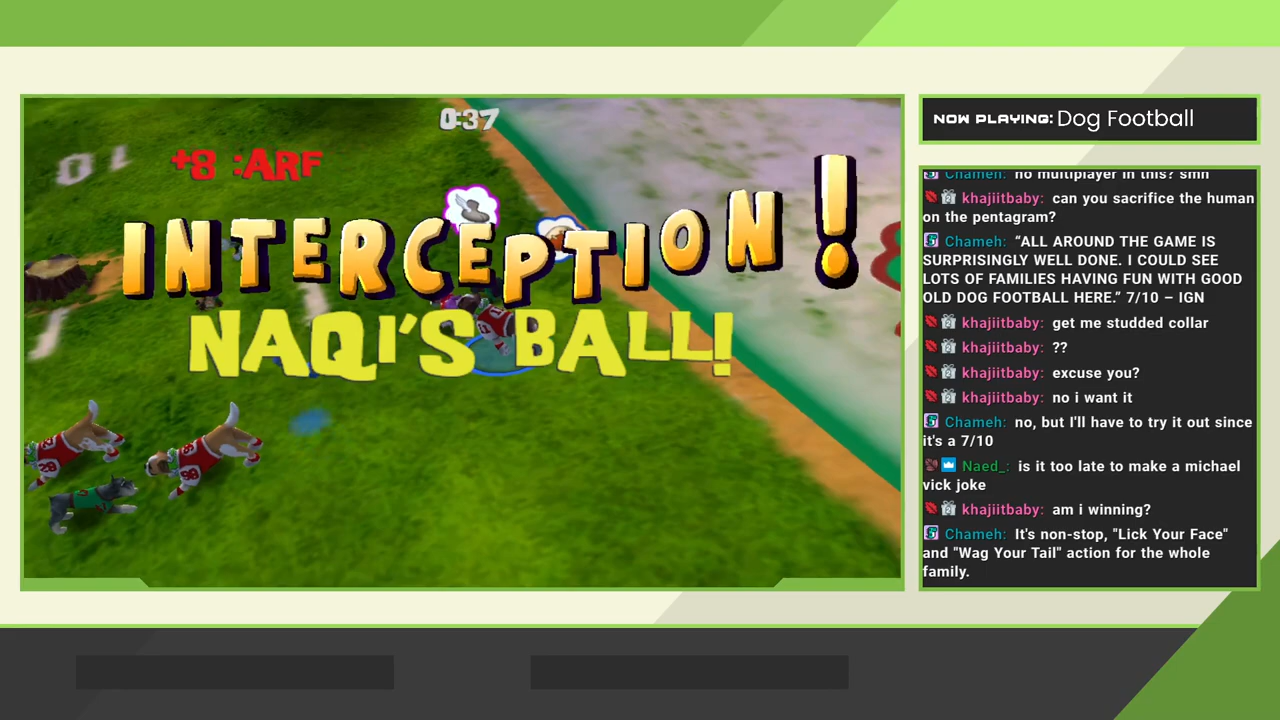 0:37
+8 :ARF
INTERCEPTION!
NAQI'S BALL!
NOW PLAYING: Dog Football
Chameh: no multiplayer in this? smh
khajiitbaby: can you sacrifice the human
on the pentagram?
Chameh: “ALL AROUND THE GAME IS
SURPRISINGLY WELL DONE. I COULD SEE
LOTS OF FAMILIES HAVING FUN WITH GOOD
OLD DOG FOOTBALL HERE.” 7/10 – IGN
khajiitbaby: get me studded collar
khajiitbaby: ??
khajiitbaby: excuse you?
khajiitbaby: no i want it
Chameh: no, but I'll have to try it out since
it's a 7/10
Naed_: is it too late to make a michael
vick joke
khajiitbaby: am i winning?
Chameh: It's non-stop, "Lick Your Face"
and "Wag Your Tail" action for the whole
family.